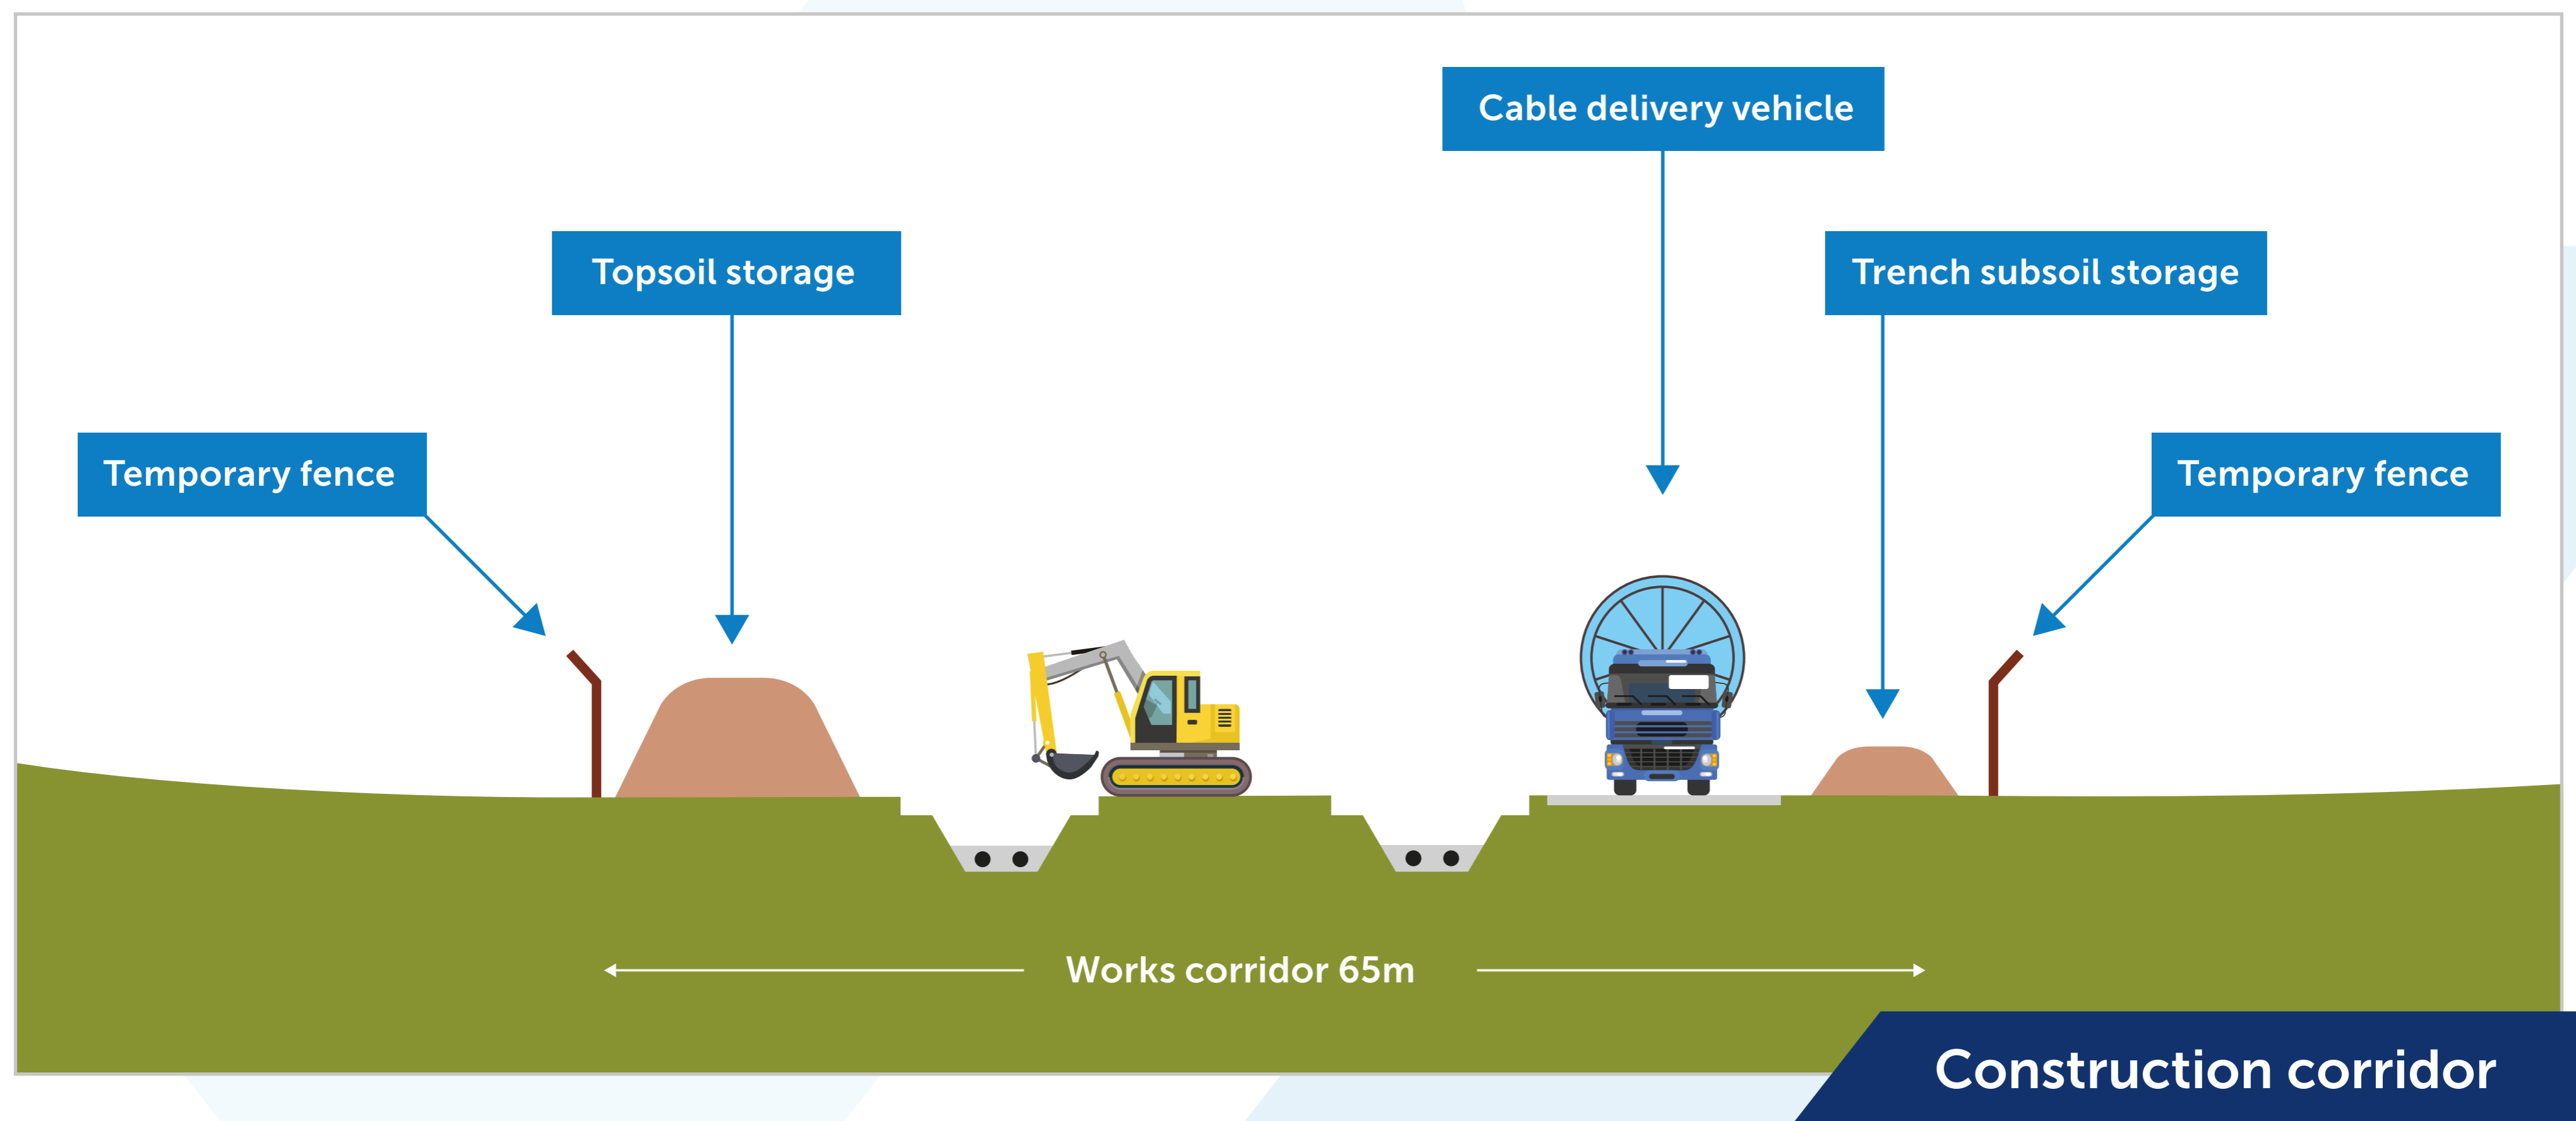 Cable delivery vehicle
Topsoil storage
Trench subsoil storage
Temporary fence
Temporary fence
Works corridor 65m
Construction corridor